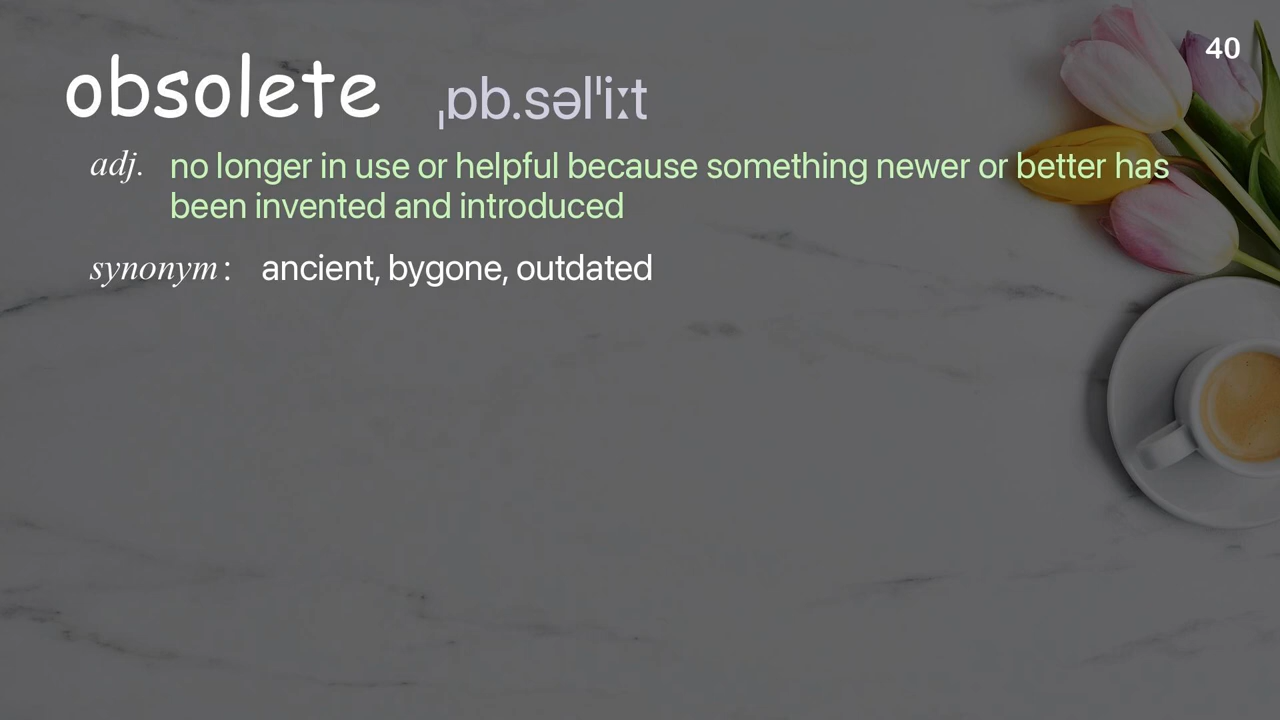 40
obsolete ˌɒb.səlˈiːt
adj. no longer in use or helpful because something newer or better has
been invented and introduced
synonym: ancient, bygone, outdated